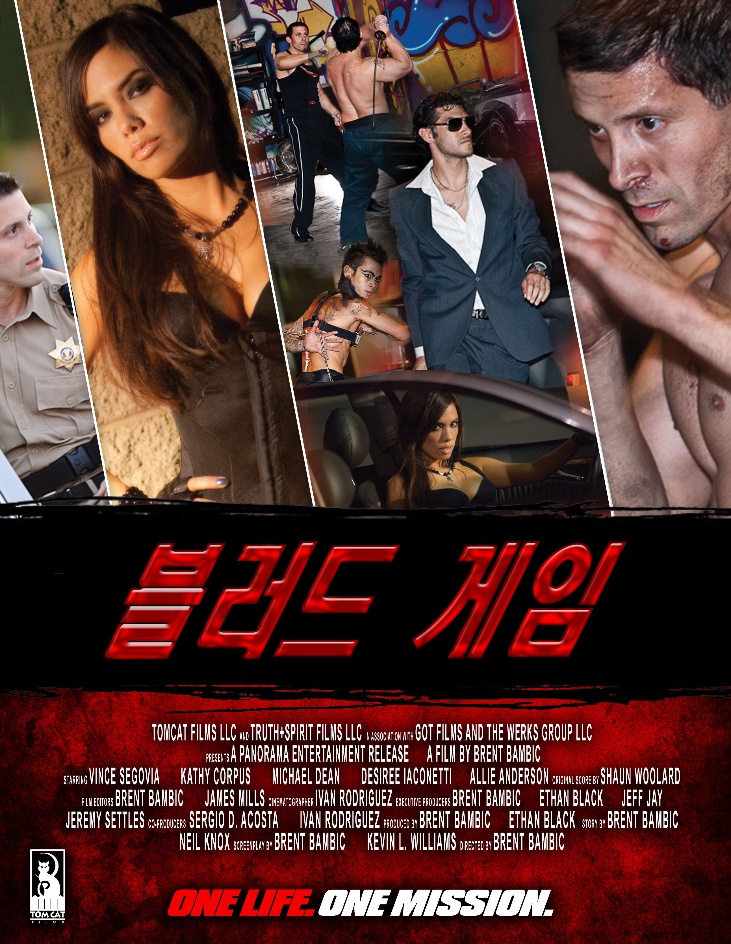 블러드 게임
TOMCAT FILMS LLC AND TRUTH+SPIRIT FILMS LLC IN ASSOCIATION WITH GOT FILMS AND THE WERKS GROUP LLC
PRESENTS A PANORAMA ENTERTAINMENT RELEASE A FILM BY BRENT BAMBIC
STARRING VINCE SEGOVIA KATHY CORPUS MICHAEL DEAN DESIREE IACONETTI ALLIE ANDERSON ORIGINAL SCORE BY SHAUN WOOLARD
FILM EDITORS BRENT BAMBIC JAMES MILLS CINEMATOGRAPHER IVAN RODRIGUEZ EXECUTIVE PRODUCERS BRENT BAMBIC ETHAN BLACK JEFF JAY
JEREMY SETTLES CO-PRODUCERS SERGIO D. ACOSTA IVAN RODRIGUEZ PRODUCED BY BRENT BAMBIC ETHAN BLACK STORY BY BRENT BAMBIC
NEIL KNOX SCREENPLAY BY BRENT BAMBIC KEVIN L. WILLIAMS DIRECTED BY BRENT BAMBIC
TOM CAT
FILMS
ONE LIFE. ONE MISSION.